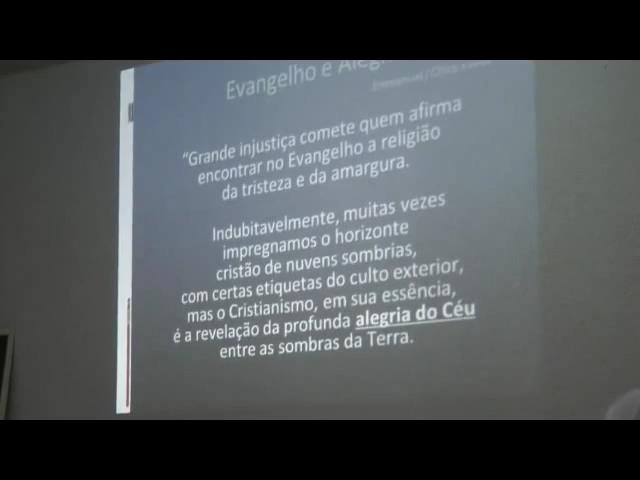 Evangelho e
Emmanuel / Chico
“Grande injustiça comete quem afirma
encontrar no Evangelho a religião
da tristeza e da amargura.
Indubitavelmente, muitas vezes
impregnamos o horizonte
cristão de nuvens sombrias,
com certas etiquetas do culto exterior,
mas o Cristianismo, em sua essência,
é a revelação da profunda alegria do Céu
entre as sombras da Terra.